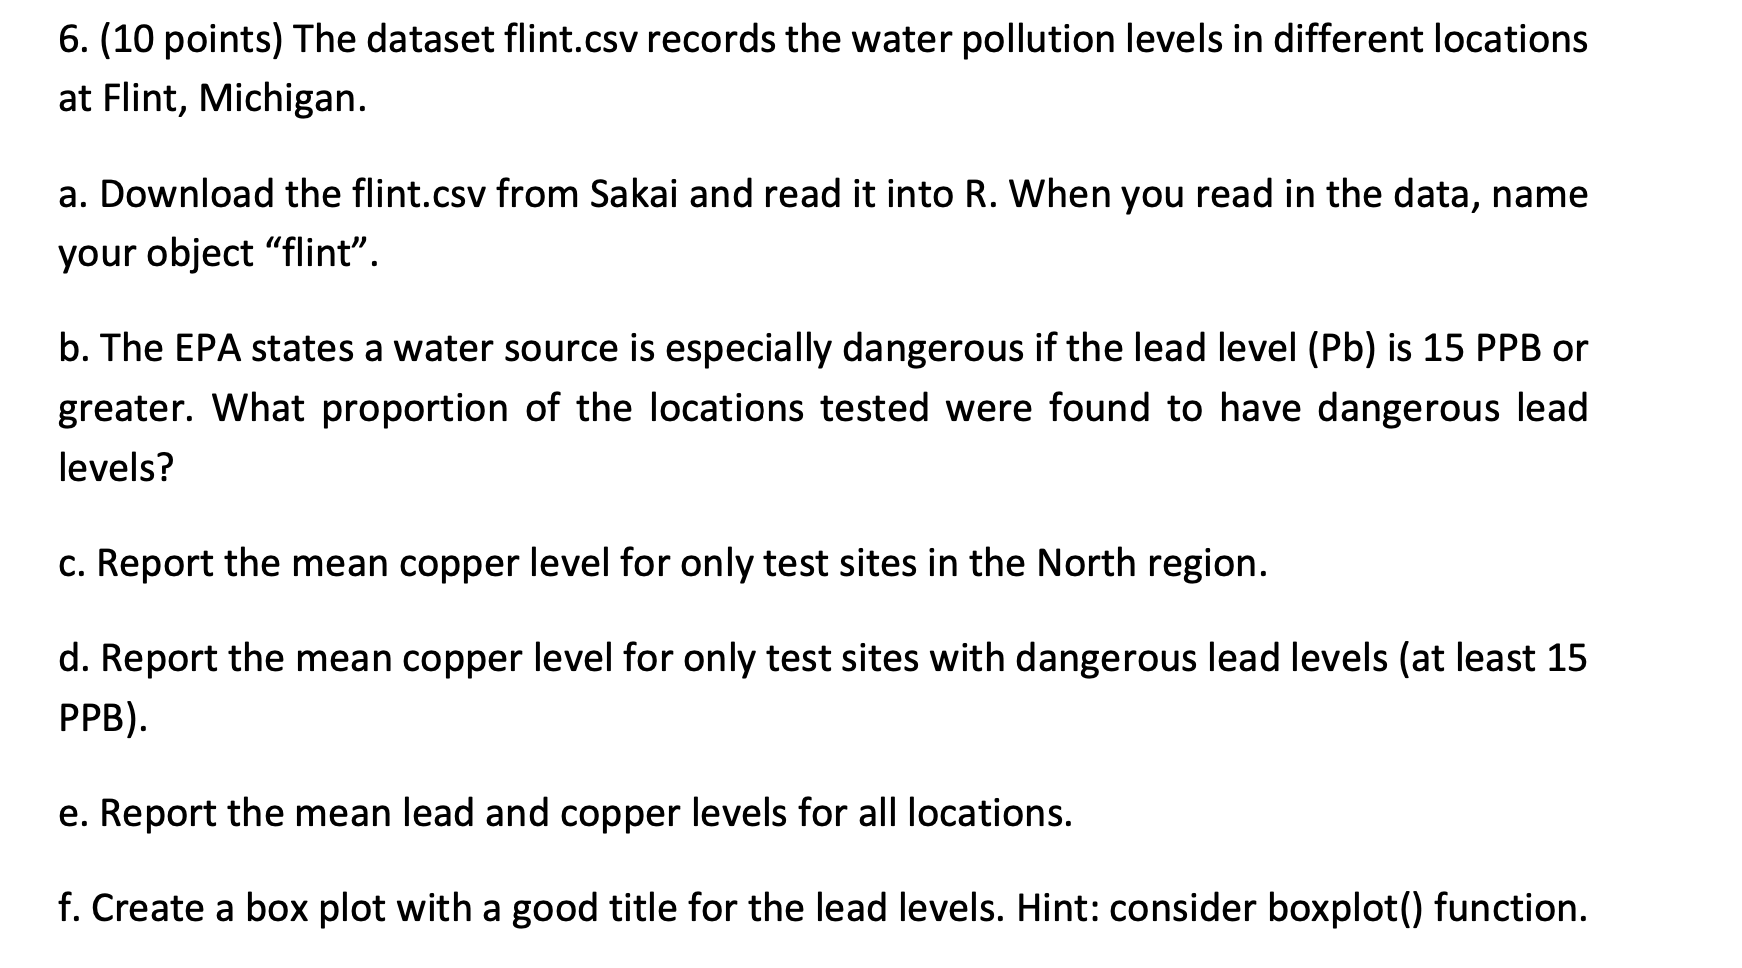 6. (10 points) The dataset flint.csv records the water pollution levels in different locations
at Flint, Michigan.
a. Download the flint.csv from Sakai and read it into R. When you read in the data, name
your object “flint”.
b. The EPA states a water source is especially dangerous if the lead level (Pb) is 15 PPB or
greater. What proportion of the locations tested were found to have dangerous lead
levels?
c. Report the mean copper level for only test sites in the North region.
d. Report the mean copper level for only test sites with dangerous lead levels (at least 15
PPB).
e. Report the mean lead and copper levels for all locations.
f. Create a box plot with a good title for the lead levels. Hint: consider boxplot() function.